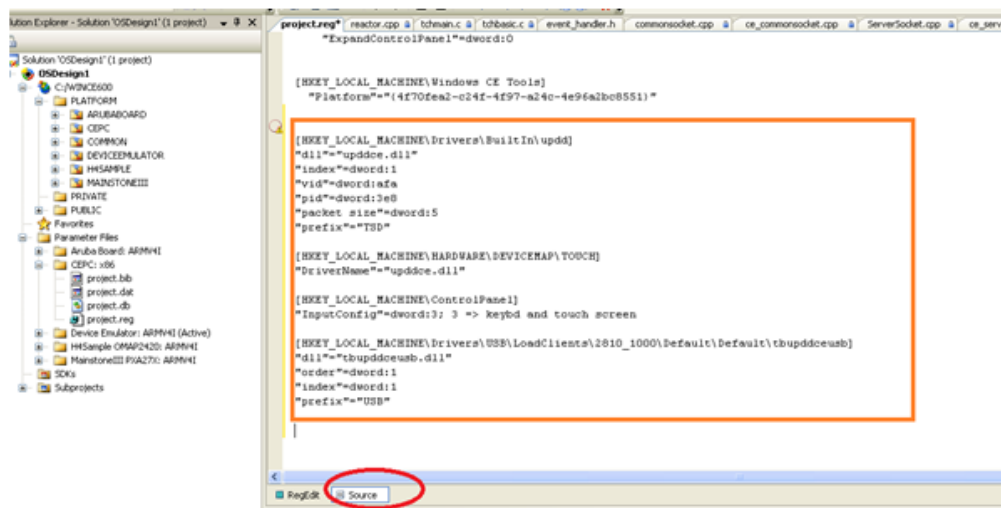 lution Explorer - Solution 'OSDesign1' (1 project)
Solution 'OSDesign1' (1 project)
OSDesign1
C:/WINCE600
PLATFORM
ARUBABOARD
CEPC
COMMON
DEVICEEMULATOR
H4SAMPLE
MAINSTONEIII
PRIVATE
PUBLIC
Favorites
Parameter Files
Aruba Board: ARMV4I
CEPC: x86
project.bib
project.dat
project.db
project.reg
Device Emulator: ARMV4I (Active)
H4Sample OMAP2420: ARMV4I
MainstoneIII PXA27X: ARMV4I
SDKs
Subprojects
project.reg* reactor.cpp tchmain.c tchbasic.c event_handler.h commonsocket.cpp ce_commonsocket.cpp ServerSocket.cpp ce_serv
"ExpandControlPanel"=dword:0
[HKEY_LOCAL_MACHINE\Windows CE Tools]
"Platform"="{4f70fea2-c24f-4f97-a24c-4e96a2bc8551}"
[HKEY_LOCAL_MACHINE\Drivers\BuiltIn\updd]
"dll"="updd​ce.dll"
"index"=dword:1
"vid"=dword:afa
"pid"=dword:3e8
"packet size"=dword:5
"prefix"="TSD"
[HKEY_LOCAL_MACHINE\HARDWARE\DEVICEMAP\TOUCH]
"DriverName"="upddce.dll"
[HKEY_LOCAL_MACHINE\ControlPanel]
"InputConfig"=dword:3; 3 => keybd and touch screen
[HKEY_LOCAL_MACHINE\Drivers\USB\LoadClients\2810_1000\Default\Default\tbupddceusb]
"dll"="tbupddceusb.dll"
"order"=dword:1
"index"=dword:1
"prefix"="USB"
RegEdit Source